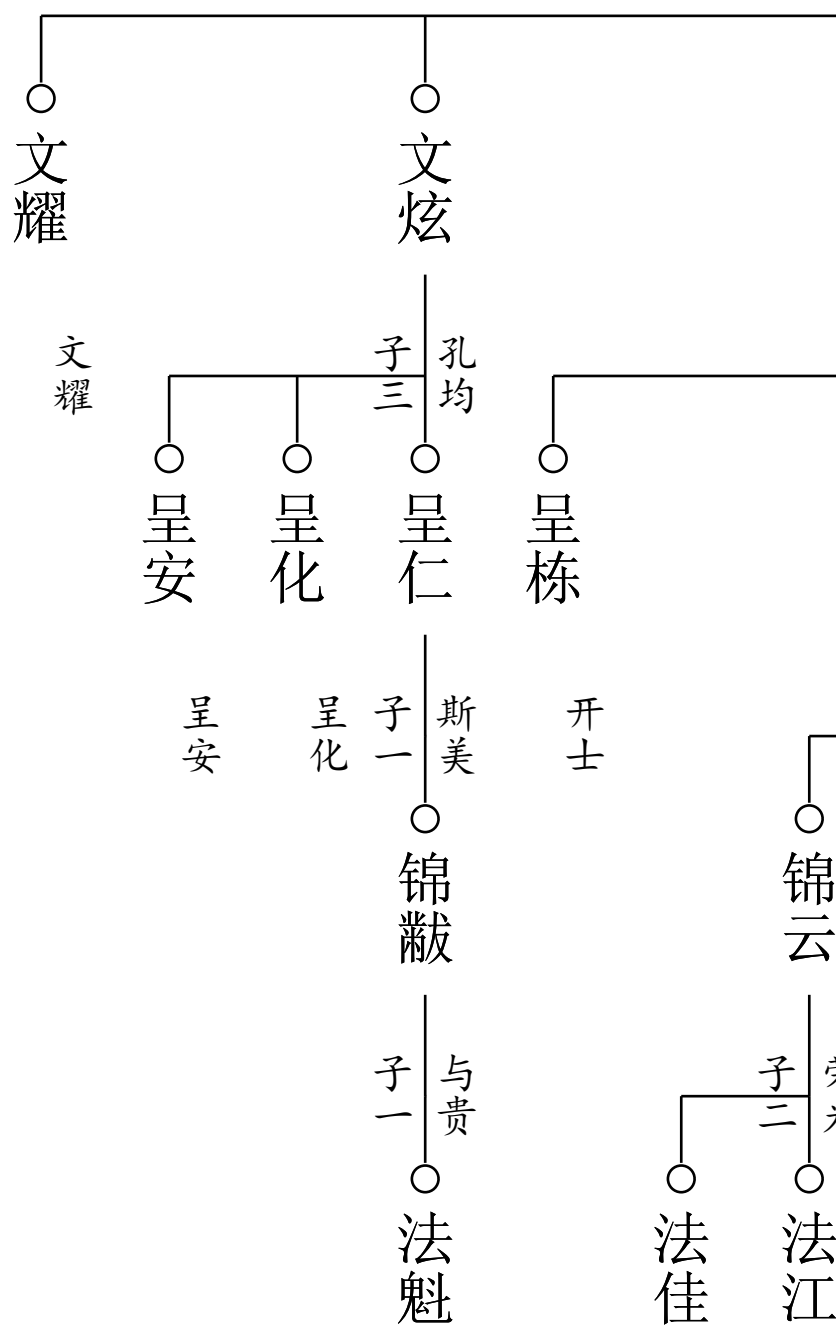 文耀
文炫
文耀
子三
孔均
呈安
呈化
呈仁
呈栋
呈安
呈化
子一
斯美
开士
锦黻
锦云
子一
与贵
子二
法魁
法佳
法江